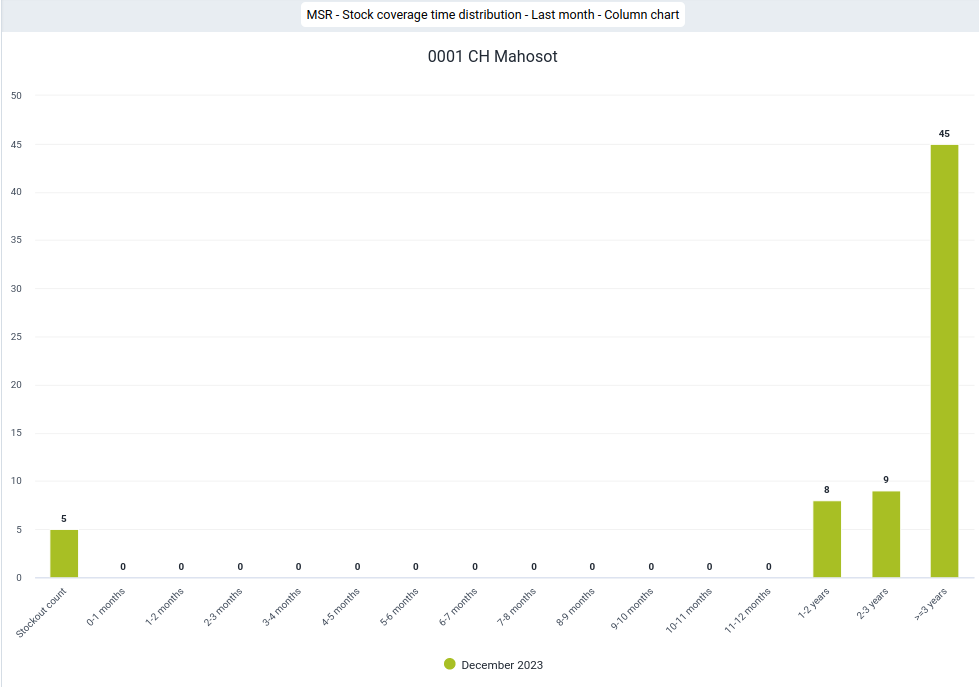 MSR - Stock coverage time distribution - Last month - Column chart
0001 CH Mahosot
50
45
40
35
30
25
20
15
10
5
0
5
0
0
0
0
0
0
0
0
0
0
0
0
8
9
45
Stockout count
0-1 months
1-2 months
2-3 months
3-4 months
4-5 months
5-6 months
6-7 months
7-8 months
8-9 months
9-10 months
10-11 months
11-12 months
1-2 years
2-3 years
>=3 years
December 2023